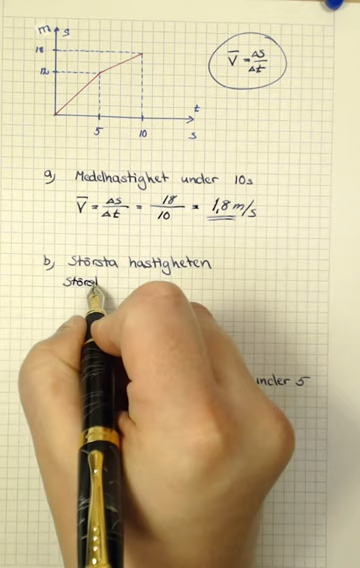 m s
18
12
t
5 10 s
V̄ = Δs/Δt
a) Medelhastighet under 10s
V̄ = Δs/Δt = 18/10 = 1,8 m/s
b) Största hastigheten
Störst
under 5